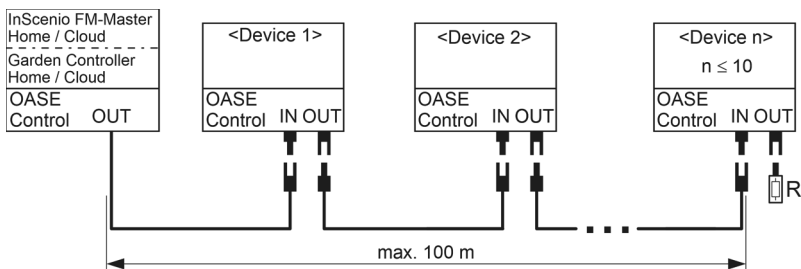 InScenio FM-Master
Home / Cloud
Garden Controller
Home / Cloud
OASE
Control OUT
<Device 1>
OASE
Control IN OUT
<Device 2>
OASE
Control IN OUT
<Device n>
n ≤ 10
OASE
Control IN OUT
R
max. 100 m